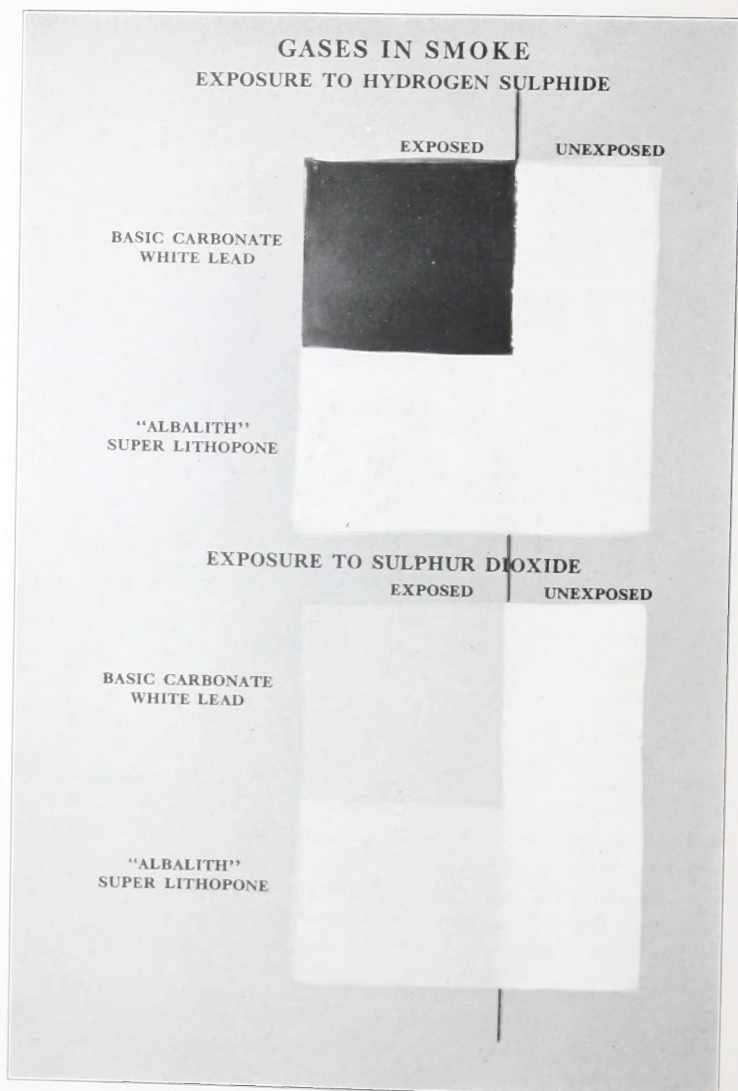 GASES IN SMOKE
EXPOSURE TO HYDROGEN SULPHIDE
EXPOSED UNEXPOSED
BASIC CARBONATE
WHITE LEAD
“ALBALITH”
SUPER LITHOPONE
EXPOSURE TO SULPHUR DIOXIDE
EXPOSED UNEXPOSED
BASIC CARBONATE
WHITE LEAD
“ALBALITH”
SUPER LITHOPONE